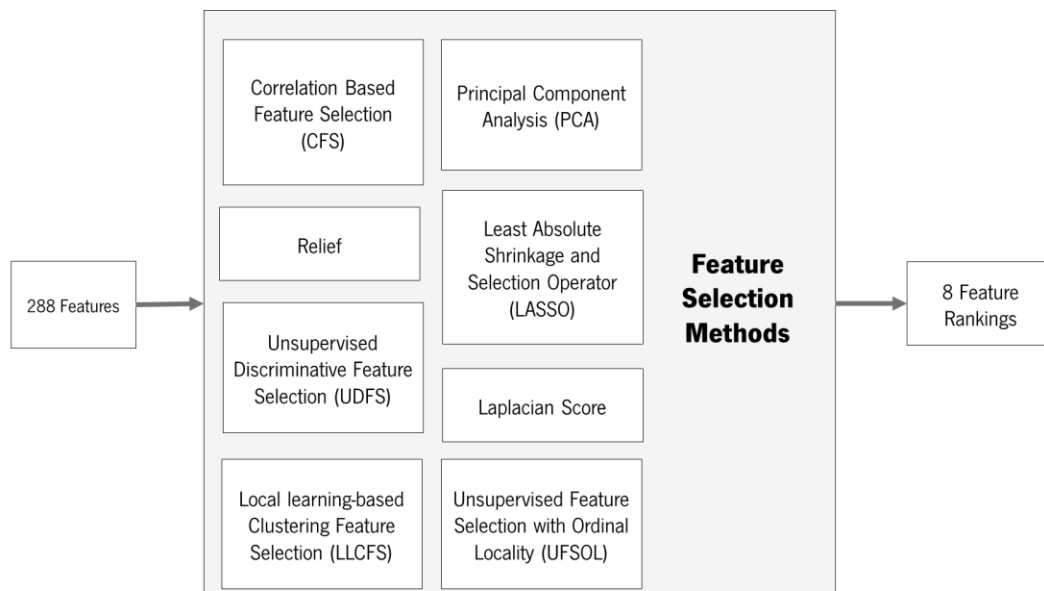 288 Features
Correlation Based
Feature Selection
(CFS)
Relief
Unsupervised
Discriminative Feature
Selection (UDFS)
Local learning-based
Clustering Feature
Selection (LLCFS)
Principal Component
Analysis (PCA)
Least Absolute
Shrinkage and
Selection Operator
(LASSO)
Laplacian Score
Unsupervised Feature
Selection with Ordinal
Locality (UFSOL)
Feature
Selection
Methods
8 Feature
Rankings